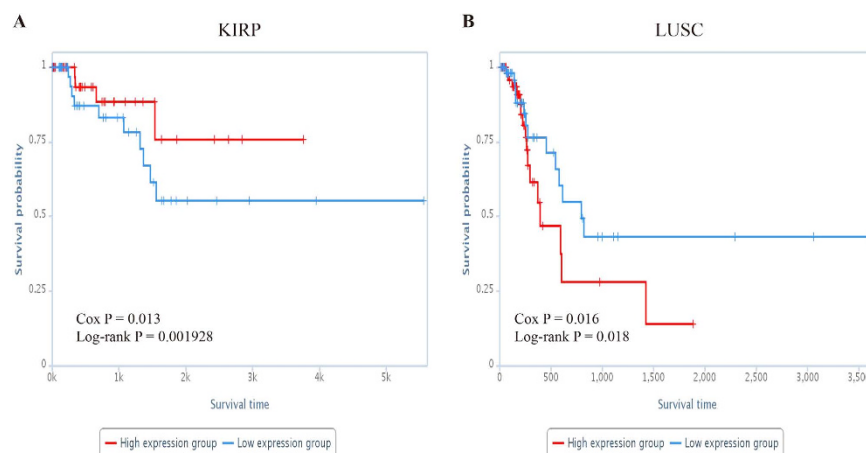 A
KIRP
Survival probability
1
0.75
0.5
0.25
0
Cox P = 0.013
Log-rank P = 0.001928
0k
1k
2k
3k
4k
5k
Survival time
High expression group
Low expression group
B
LUSC
Survival probability
1
0.75
0.5
0.25
0
Cox P = 0.016
Log-rank P = 0.018
0
500
1,000
1,500
2,000
2,500
3,000
Survival time
High expression group
Low expression group